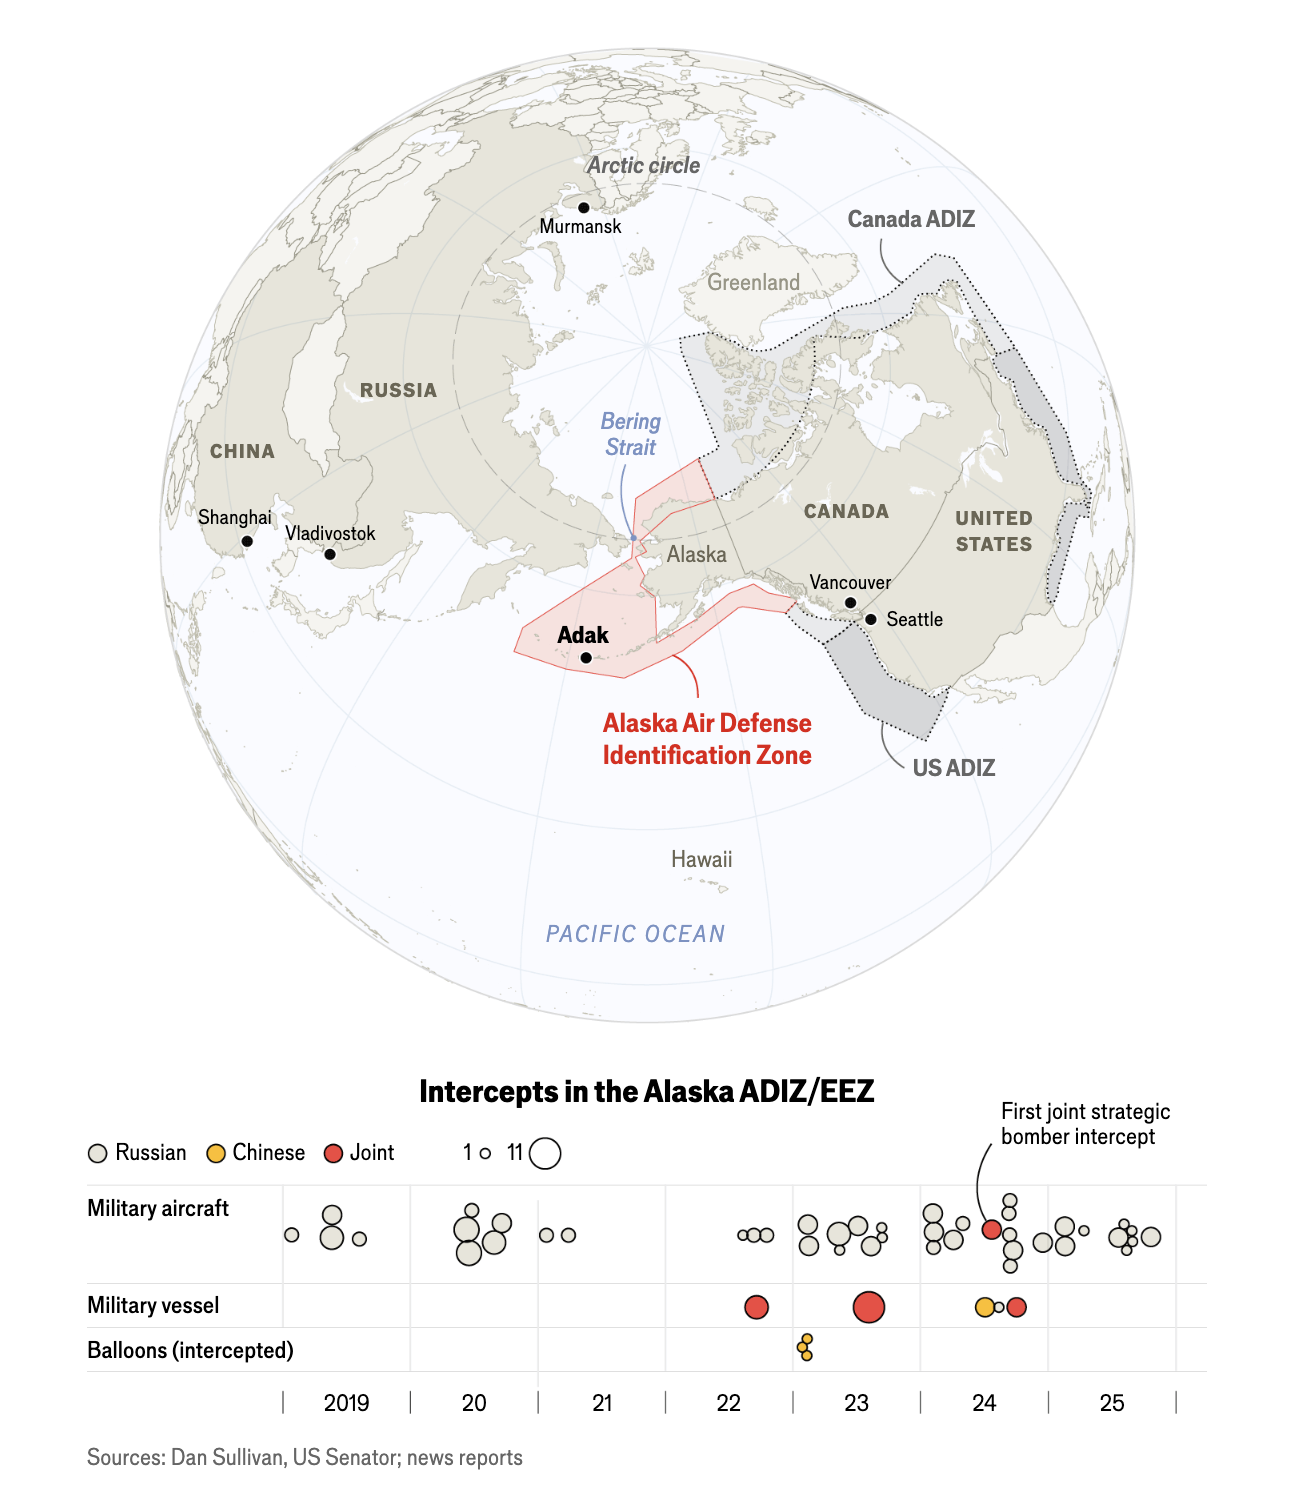 Arctic circle
Murmansk
Canada ADIZ
Greenland
RUSSIA
Bering
Strait
CHINA
Shanghai
Vladivostok
CANADA
UNITED
STATES
Alaska
Vancouver
Seattle
Adak
Alaska Air Defense
Identification Zone
US ADIZ
Hawaii
PACIFIC OCEAN
Intercepts in the Alaska ADIZ/EEZ
First joint strategic
bomber intercept
Russian Chinese Joint 1 11
Military aircraft
Military vessel
Balloons (intercepted)
2019 20 21 22 23 24 25
Sources: Dan Sullivan, US Senator; news reports